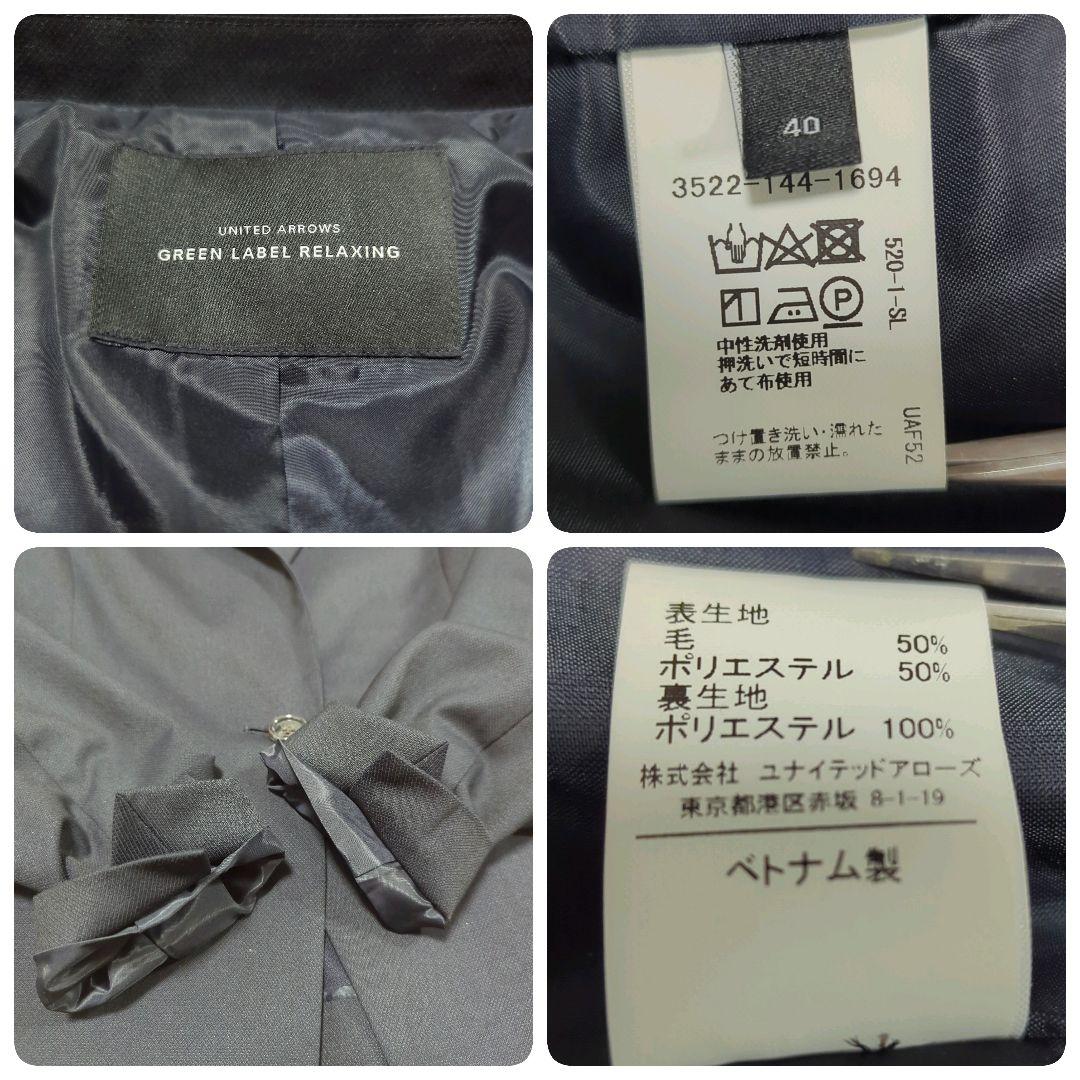 UNITED ARROWS
GREEN LABEL RELAXING
40
3522-144-1694
520-1-SL
P
中性洗剤使用
押洗いで短時間に
あて布使用
つけ置き洗い・濡れた
ままの放置禁止。
UAF52
表生地
毛 50%
ポリエステル 50%
裏生地
ポリエステル 100%
株式会社 ユナイテッドアローズ
東京都港区赤坂 8-1-19
ベトナム製